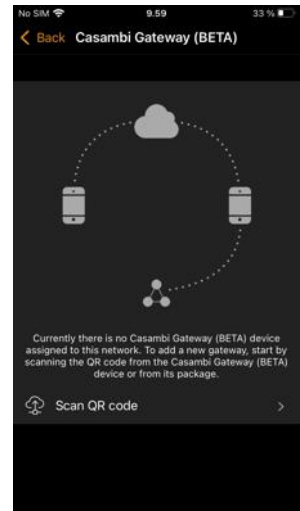 No SIM 9.59 33 %
Back Casambi Gateway (BETA)
Currently there is no Casambi Gateway (BETA) device
assigned to this network. To add a new gateway, start by
scanning the QR code from the Casambi Gateway (BETA)
device or from its package.
Scan QR code